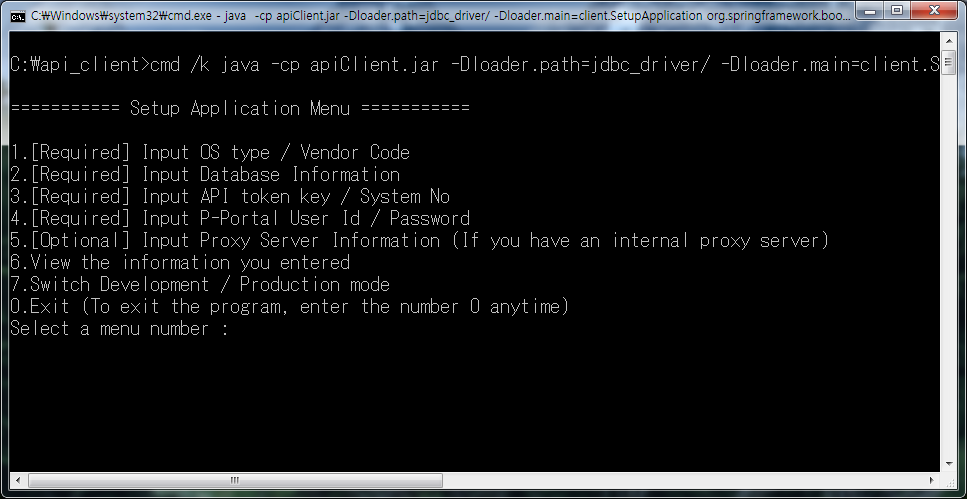 C:₩Windows₩system32₩cmd.exe - java -cp apiClient.jar -Dloader.path=jdbc_driver/ -Dloader.main=client.SetupApplication org.springframework.boo...
C:₩api_client>cmd /k java -cp apiClient.jar -Dloader.path=jdbc_driver/ -Dloader.main=client.S
=========== Setup Application Menu ===========
1.[Required] Input OS type / Vendor Code
2.[Required] Input Database Information
3.[Required] Input API token key / System No
4.[Required] Input P-Portal User Id / Password
5.[Optional] Input Proxy Server Information (If you have an internal proxy server)
6.View the information you entered
7.Switch Development / Production mode
0.Exit (To exit the program, enter the number 0 anytime)
Select a menu number :